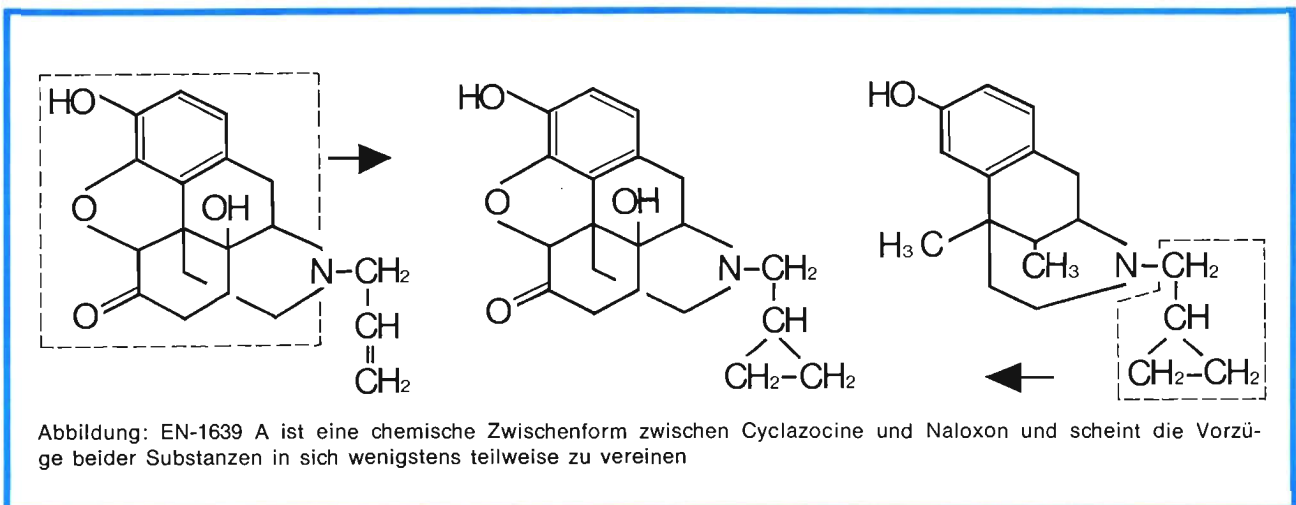 HO
O
OH
N-CH₂
O
CH
CH₂
HO
O
OH
N-CH₂
O
CH
CH₂-CH₂
HO
H₃C
CH₃
N-CH₂
CH
CH₂-CH₂
Abbildung: EN-1639 A ist eine chemische Zwischenform zwischen Cyclazocine und Naloxon und scheint die Vorzü-
ge beider Substanzen in sich wenigstens teilweise zu vereinen